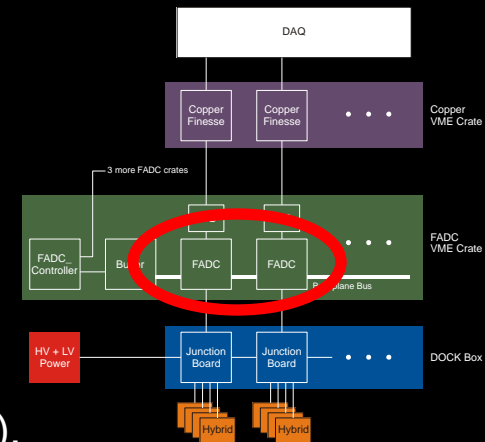 DAQ
Copper
Finesse
Copper
Finesse
• • •
Copper
VME Crate
3 more FADC crates
FADC_
Controller
FADC
FADC
• • •
FADC
VME Crate
Bus
HV + LV
Power
Junction
Board
Junction
Board
• • •
DOCK Box
Hybrid
Hybrid
).